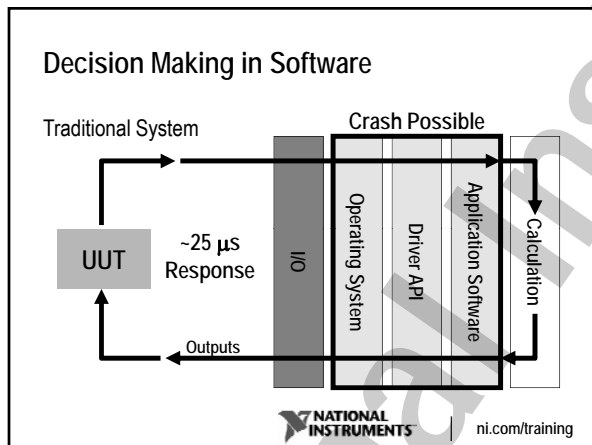 Decision Making in Software
Traditional System
Crash Possible
UUT
~25 µs
Response
I/O
Operating System
Driver API
Application Software
Calculation
Outputs
NATIONAL
INSTRUMENTS
ni.com/training